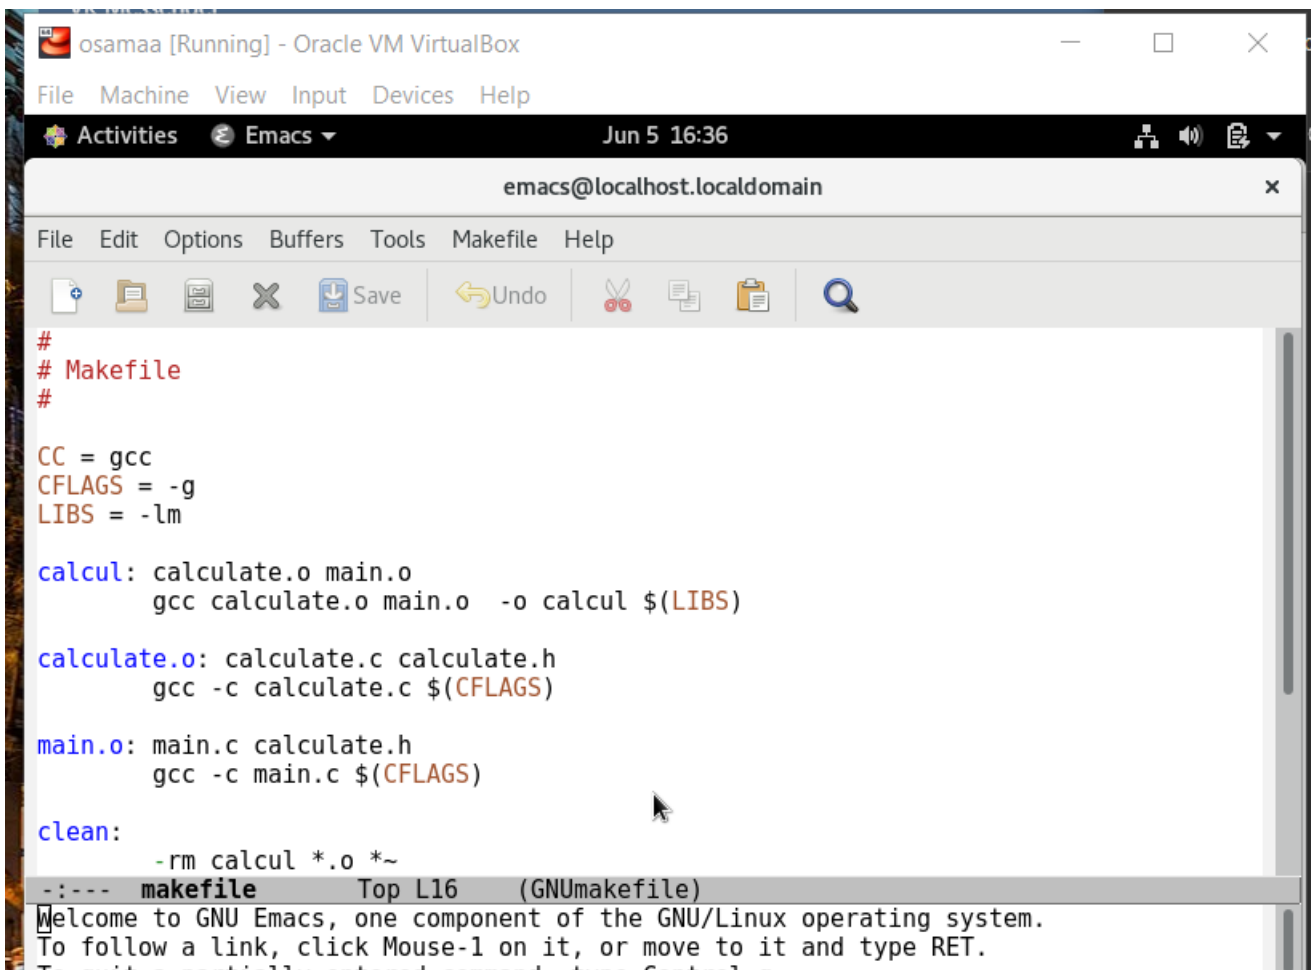 osamaa [Running] - Oracle VM VirtualBox
File Machine View Input Devices Help
Activities Emacs Jun 5 16:36
emacs@localhost.localdomain
File Edit Options Buffers Tools Makefile Help
Save Undo
#
# Makefile
#
CC = gcc
CFLAGS = -g
LIBS = -lm
calcul: calculate.o main.o
gcc calculate.o main.o  -o calcul $(LIBS)
calculate.o: calculate.c calculate.h
gcc -c calculate.c $(CFLAGS)
main.o: main.c calculate.h
gcc -c main.c $(CFLAGS)
clean:
-rm calcul *.o *~
-:--- makefile Top L16 (GNUmakefile)
Welcome to GNU Emacs, one component of the GNU/Linux operating system.
To follow a link, click Mouse-1 on it, or move to it and type RET.